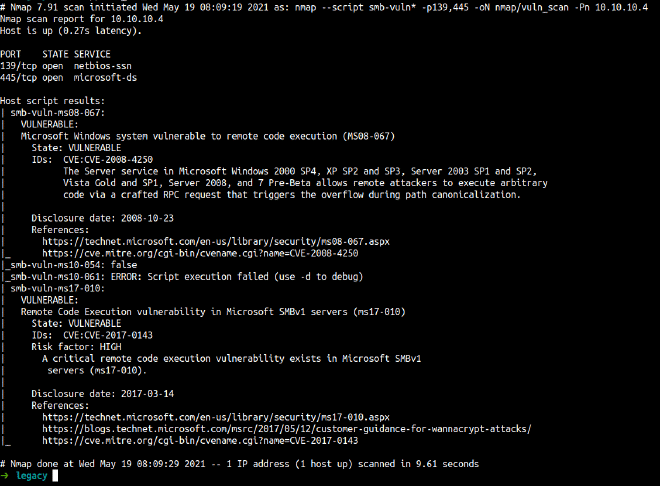 # Nmap 7.91 scan initiated Wed May 19 08:09:19 2021 as: nmap --script smb-vuln* -p139,445 -oN nmap/vuln_scan -Pn 10.10.10.4
Nmap scan report for 10.10.10.4
Host is up (0.27s latency).

PORT    STATE SERVICE
139/tcp open  netbios-ssn
445/tcp open  microsoft-ds

Host script results:
| smb-vuln-ms08-067:
|   VULNERABLE:
|   Microsoft Windows system vulnerable to remote code execution (MS08-067)
|     State: VULNERABLE
|     IDs:  CVE:CVE-2008-4250
|           The Server service in Microsoft Windows 2000 SP4, XP SP2 and SP3, Server 2003 SP1 and SP2,
|           Vista Gold and SP1, Server 2008, and 7 Pre-Beta allows remote attackers to execute arbitrary
|           code via a crafted RPC request that triggers the overflow during path canonicalization.
|
|     Disclosure date: 2008-10-23
|     References:
|       https://technet.microsoft.com/en-us/library/security/ms08-067.aspx
|_      https://cve.mitre.org/cgi-bin/cvename.cgi?name=CVE-2008-4250
|_smb-vuln-ms10-054: false
|_smb-vuln-ms10-061: ERROR: Script execution failed (use -d to debug)
| smb-vuln-ms17-010:
|   VULNERABLE:
|   Remote Code Execution vulnerability in Microsoft SMBv1 servers (ms17-010)
|     State: VULNERABLE
|     IDs:  CVE:CVE-2017-0143
|     Risk factor: HIGH
|       A critical remote code execution vulnerability exists in Microsoft SMBv1
|        servers (ms17-010).
|
|     Disclosure date: 2017-03-14
|     References:
|       https://technet.microsoft.com/en-us/library/security/ms17-010.aspx
|       https://blogs.technet.microsoft.com/msrc/2017/05/12/customer-guidance-for-wannacrypt-attacks/
|_      https://cve.mitre.org/cgi-bin/cvename.cgi?name=CVE-2017-0143

# Nmap done at Wed May 19 08:09:29 2021 -- 1 IP address (1 host up) scanned in 9.61 seconds
→ legacy